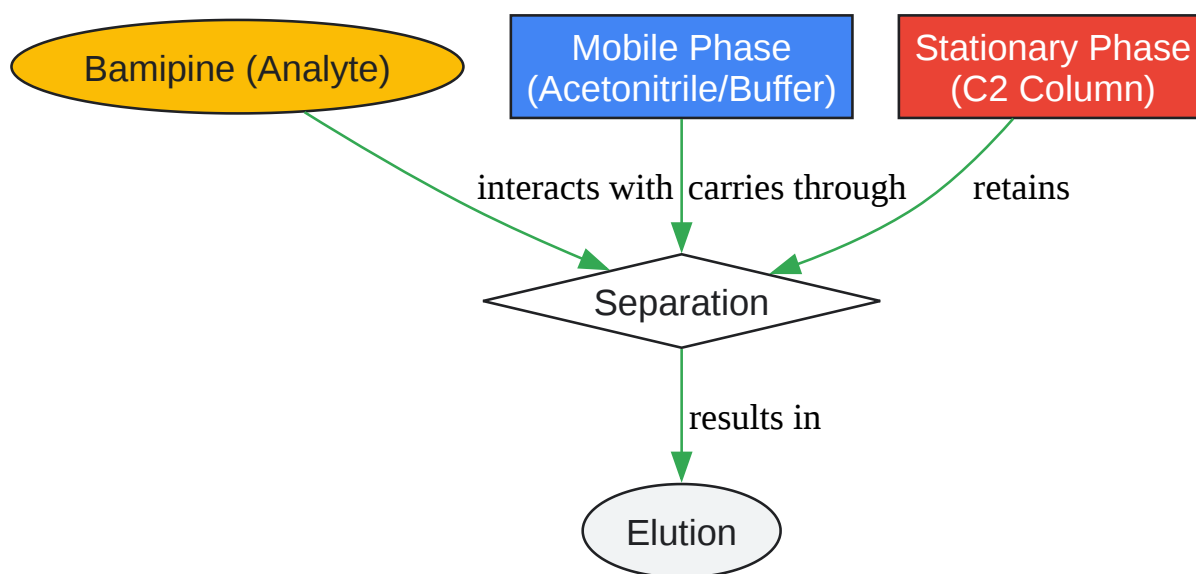 Bamipine (Analyte)
Mobile Phase
(Acetonitrile/Buffer)
Stationary Phase
(C2 Column)
interacts with
carries through
retains
Separation
results in
Elution